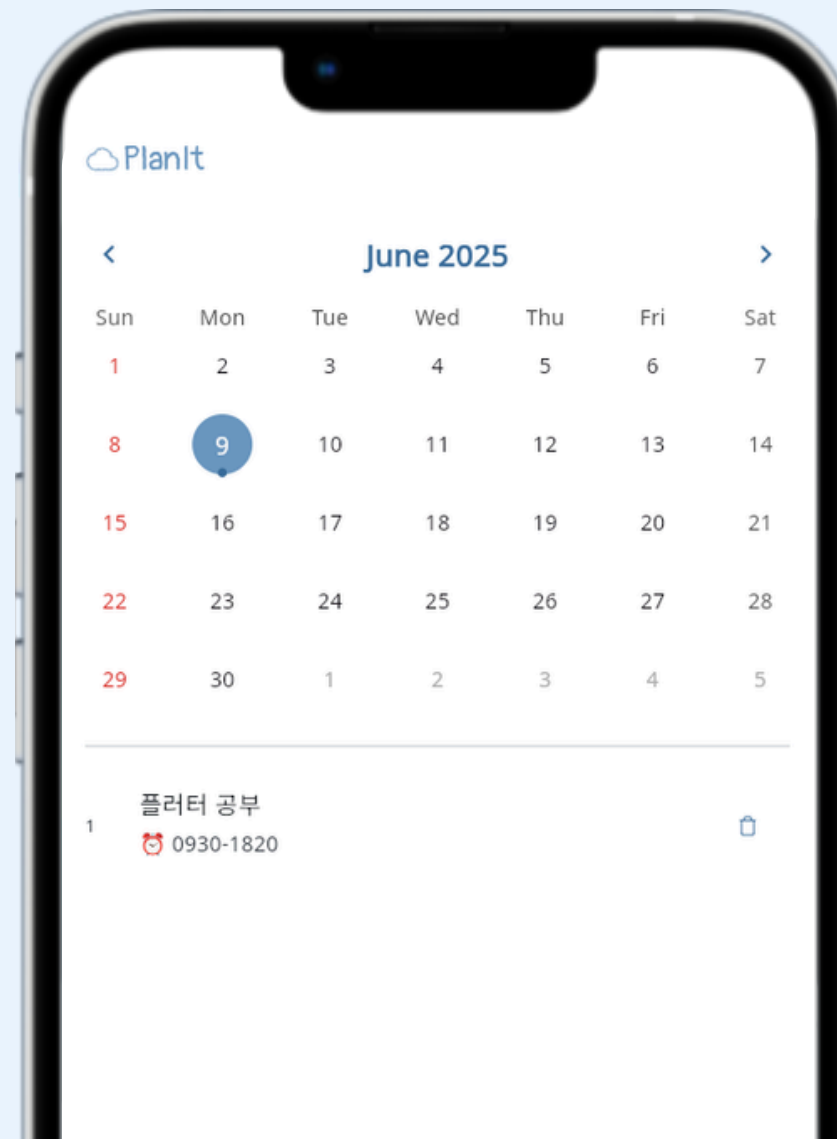 PlanIt
June 2025
Sun Mon Tue Wed Thu Fri Sat
1 2 3 4 5 6 7
8 9 10 11 12 13 14
15 16 17 18 19 20 21
22 23 24 25 26 27 28
29 30 1 2 3 4 5
플러터 공부
1
⏰ 0930-1820